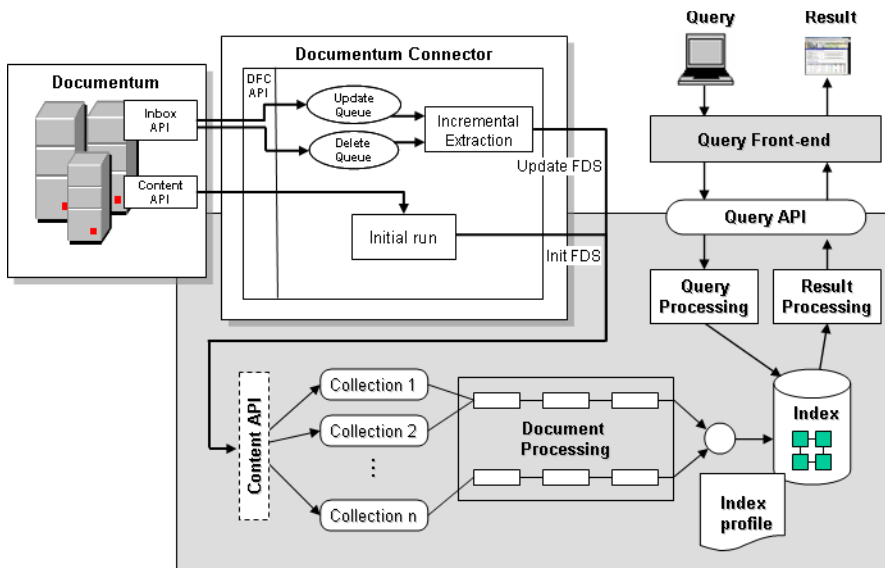 Query
Result
Documentum Connector
Documentum
DFC
API
Inbox
API
Update
Queue
Delete
Queue
Incremental
Extraction
Query Front-end
Update FDS
Content
API
Query API
Initial run
Init FDS
Query
Processing
Result
Processing
Content API
Collection 1
Collection 2
⋮
Collection n
Document
Processing
Index
Index
profile